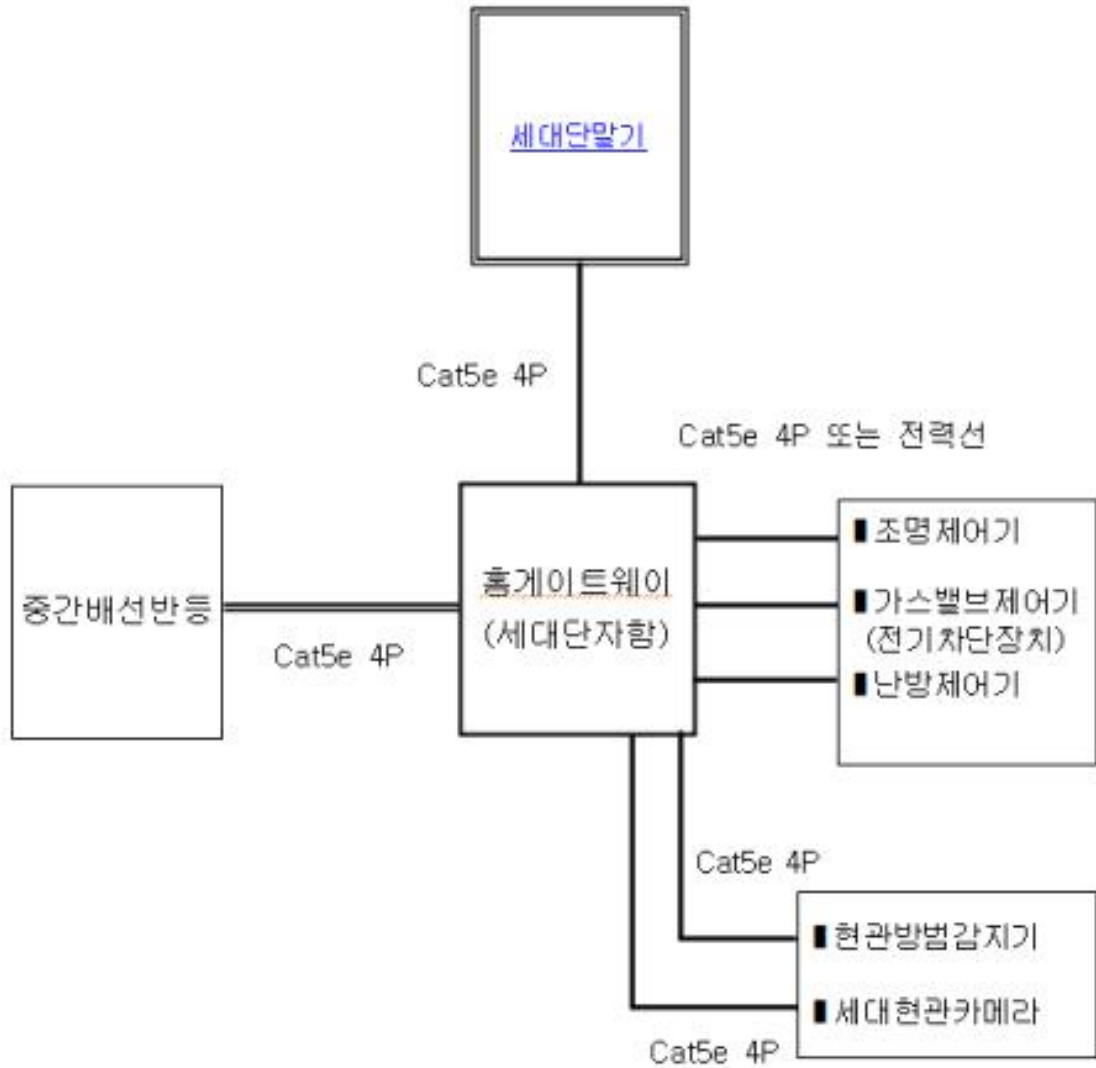 세대단말기
Cat5e 4P
Cat5e 4P 또는 전력선
중간배선반등
Cat5e 4P
홈게이트웨이
(세대단자함)
▮조명제어기
▮가스밸브제어기
(전기차단장치)
▮난방제어기
Cat5e 4P
▮현관방범감지기
▮세대현관카메라
Cat5e 4P